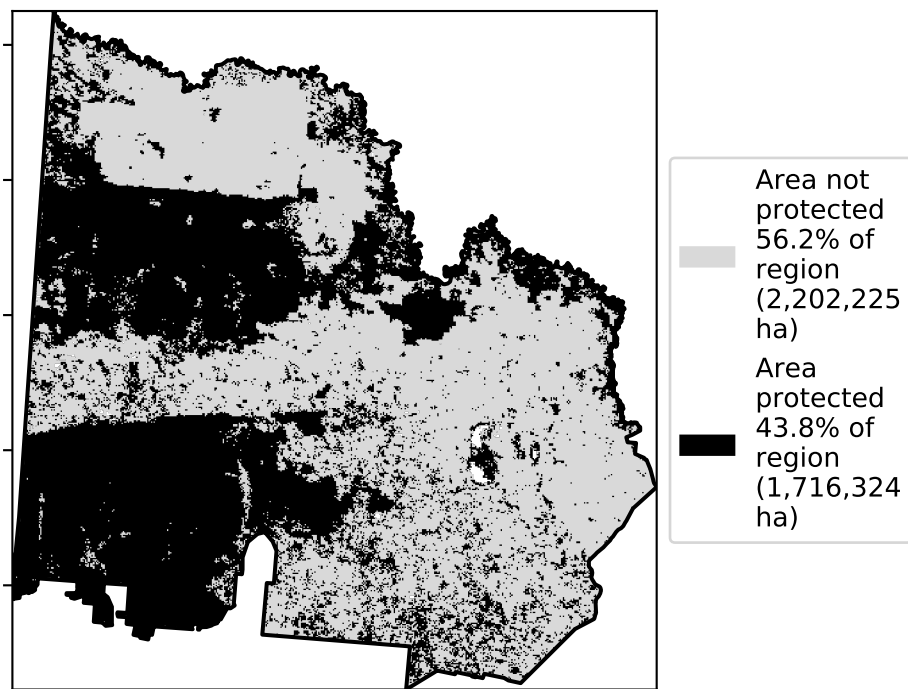 Area not
protected
56.2% of
region
(2,202,225
ha)
Area
protected
43.8% of
region
(1,716,324
ha)